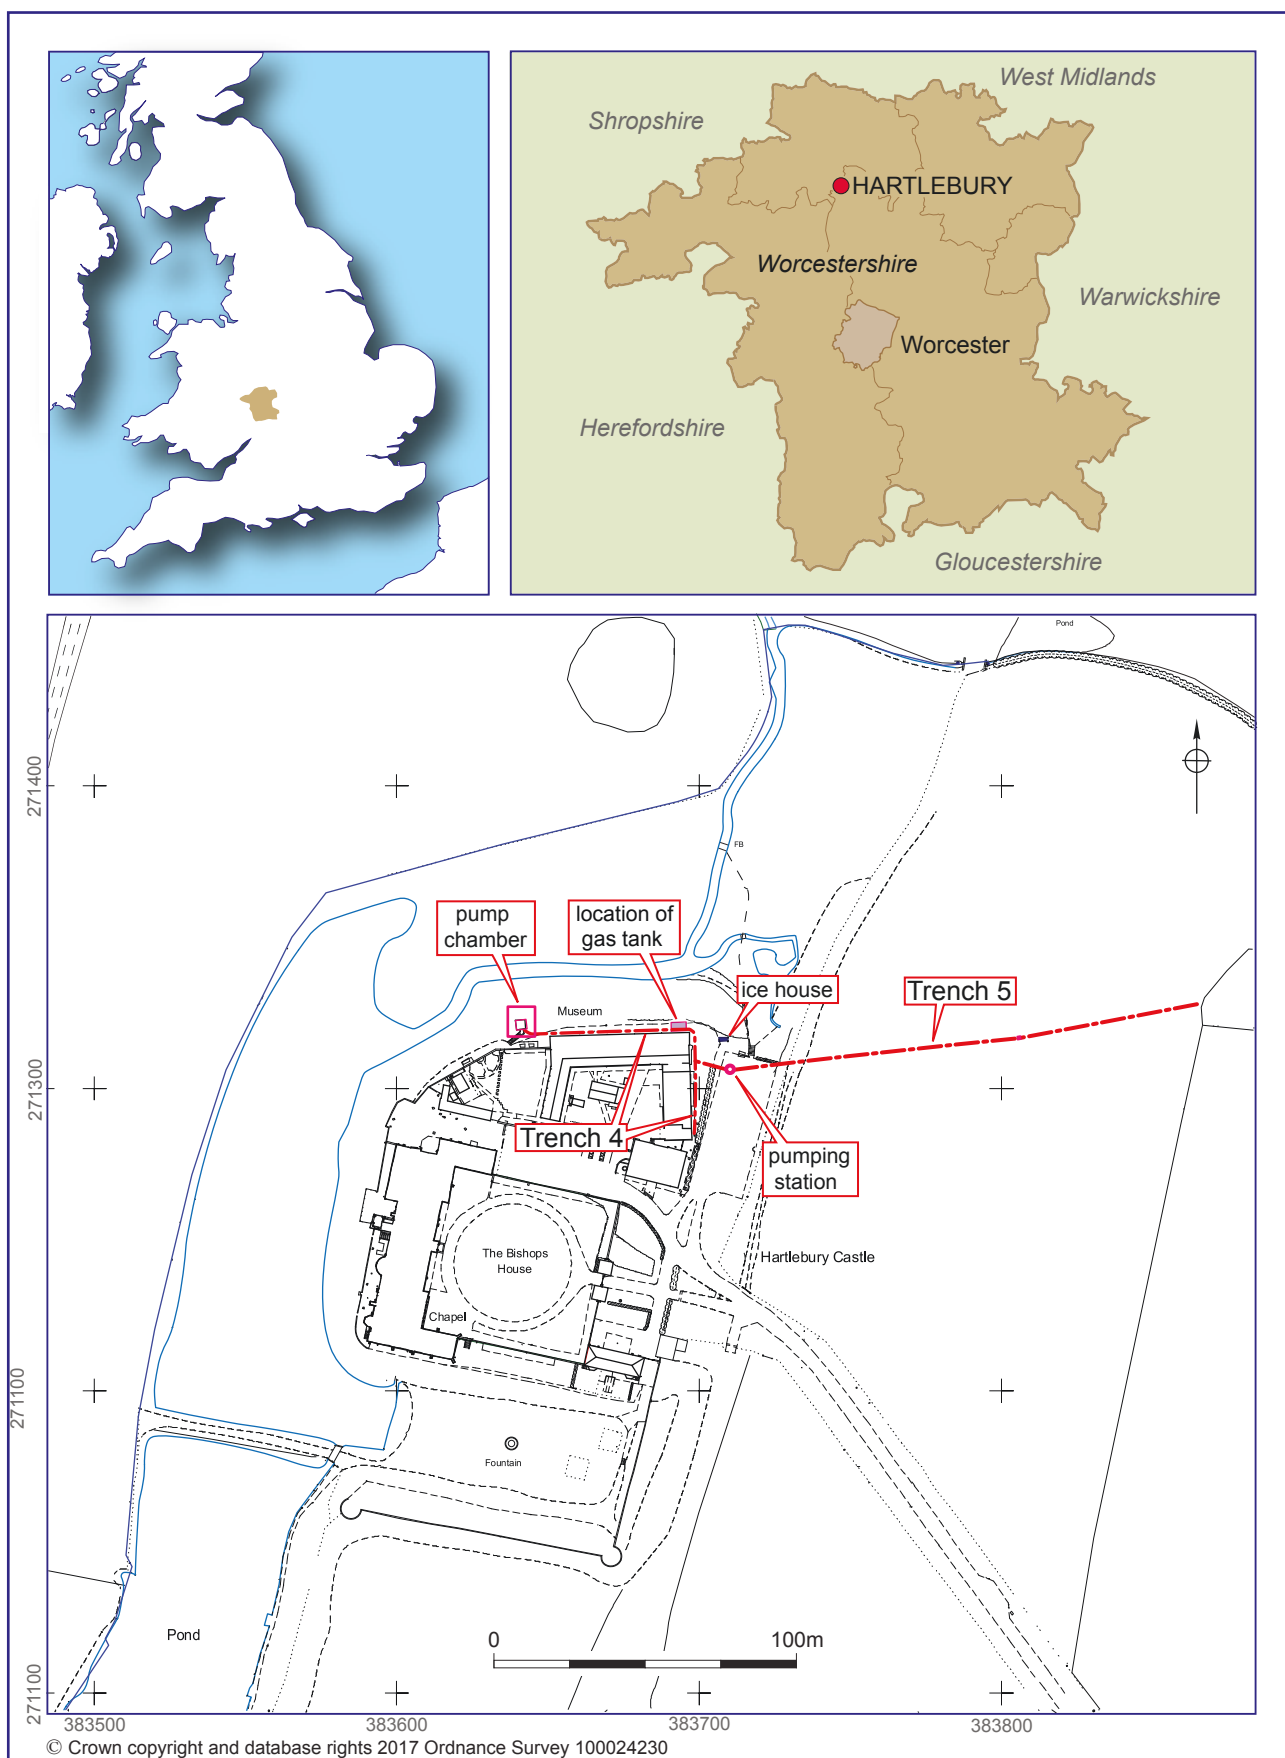 West Midlands
Shropshire
HARTLEBURY
Worcestershire
Warwickshire
Worcester
Herefordshire
Gloucestershire
Pond
271400
FB
pump
chamber
location of
gas tank
ice house
Trench 5
Museum
271300
Trench 4
pumping
station
The Bishops
House
Hartlebury Castle
Chapel
271100
Fountain
Pond
0
100m
271100
383500
383600
383700
383800
© Crown copyright and database rights 2017 Ordnance Survey 100024230